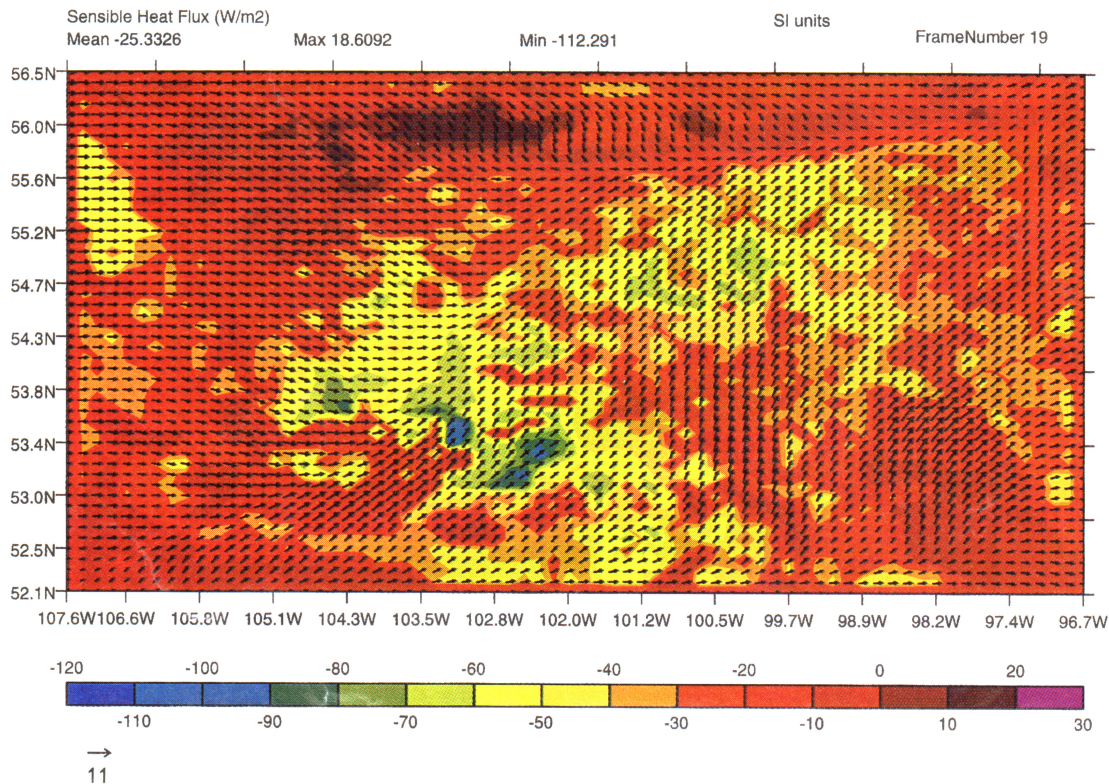 Sensible Heat Flux (W/m2)
SI units
Mean -25.3326 Max 18.6092 Min -112.291 FrameNumber 19
56.5N
56.0N
55.6N
55.2N
54.7N
54.3N
53.8N
53.4N
53.0N
52.5N
52.1N
107.6W 106.6W 105.8W 105.1W 104.3W 103.5W 102.8W 102.0W 101.2W 100.5W 99.7W 98.9W 98.2W 97.4W 96.7W
-120 -100 -80 -60 -40 -20 0 20
-110 -90 -70 -50 -30 -10 10 30
11